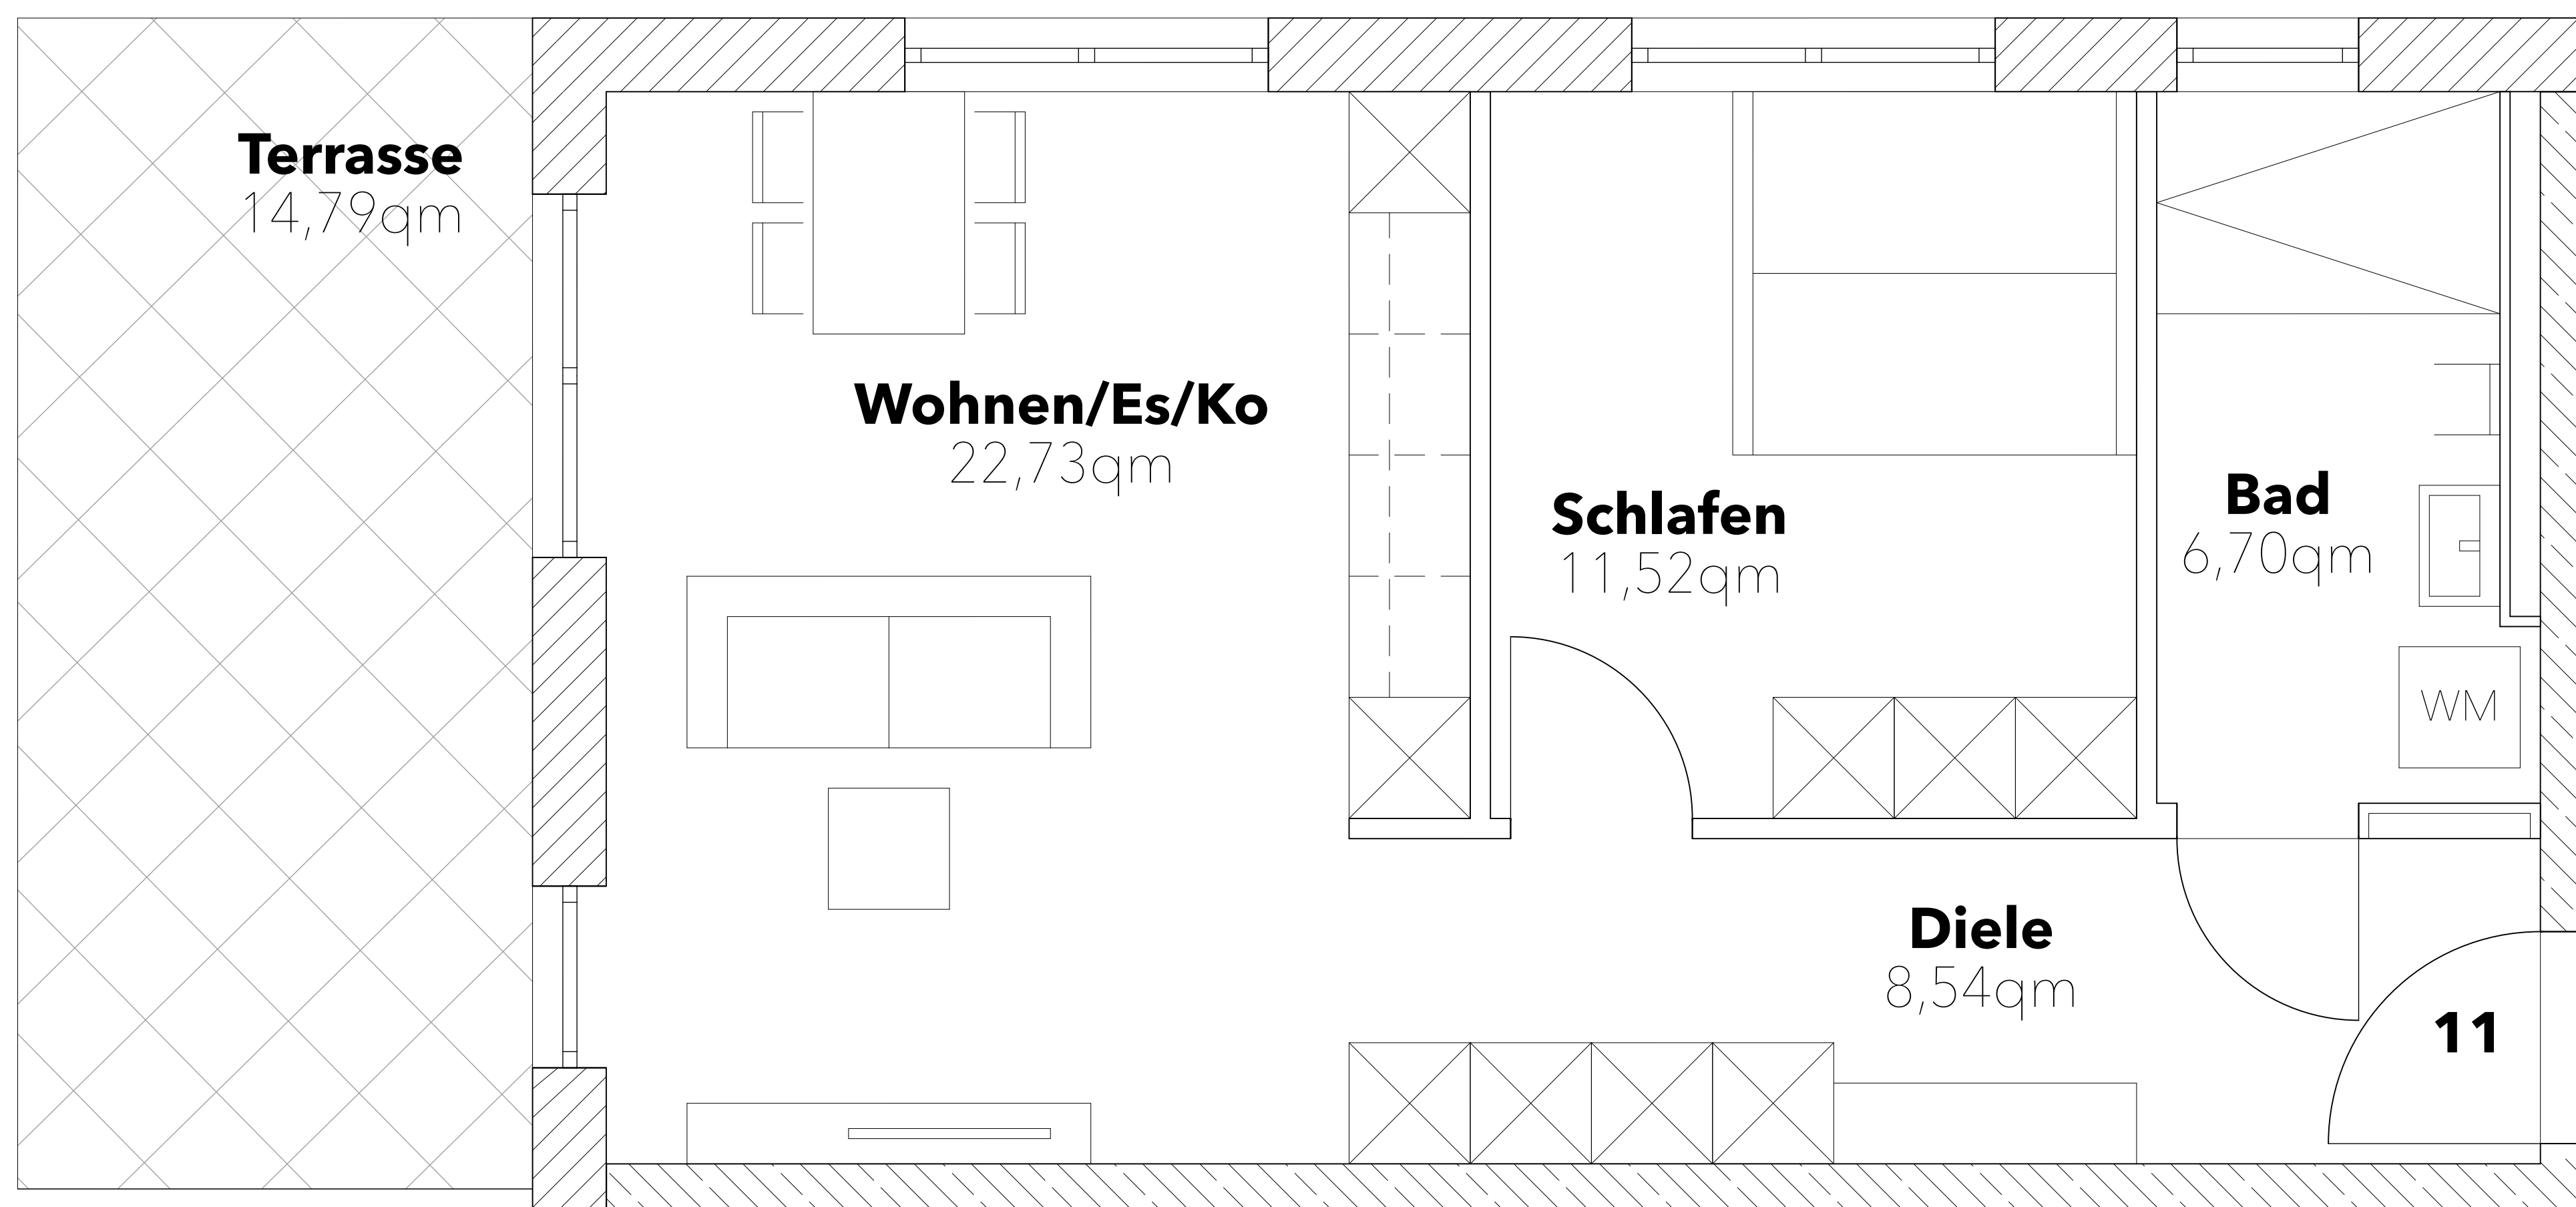 Terrasse
14,79qm
Wohnen/Es/Ko
22,73qm
Schlafen
11,52qm
Bad
6,70qm
WM
Diele
8,54qm
11